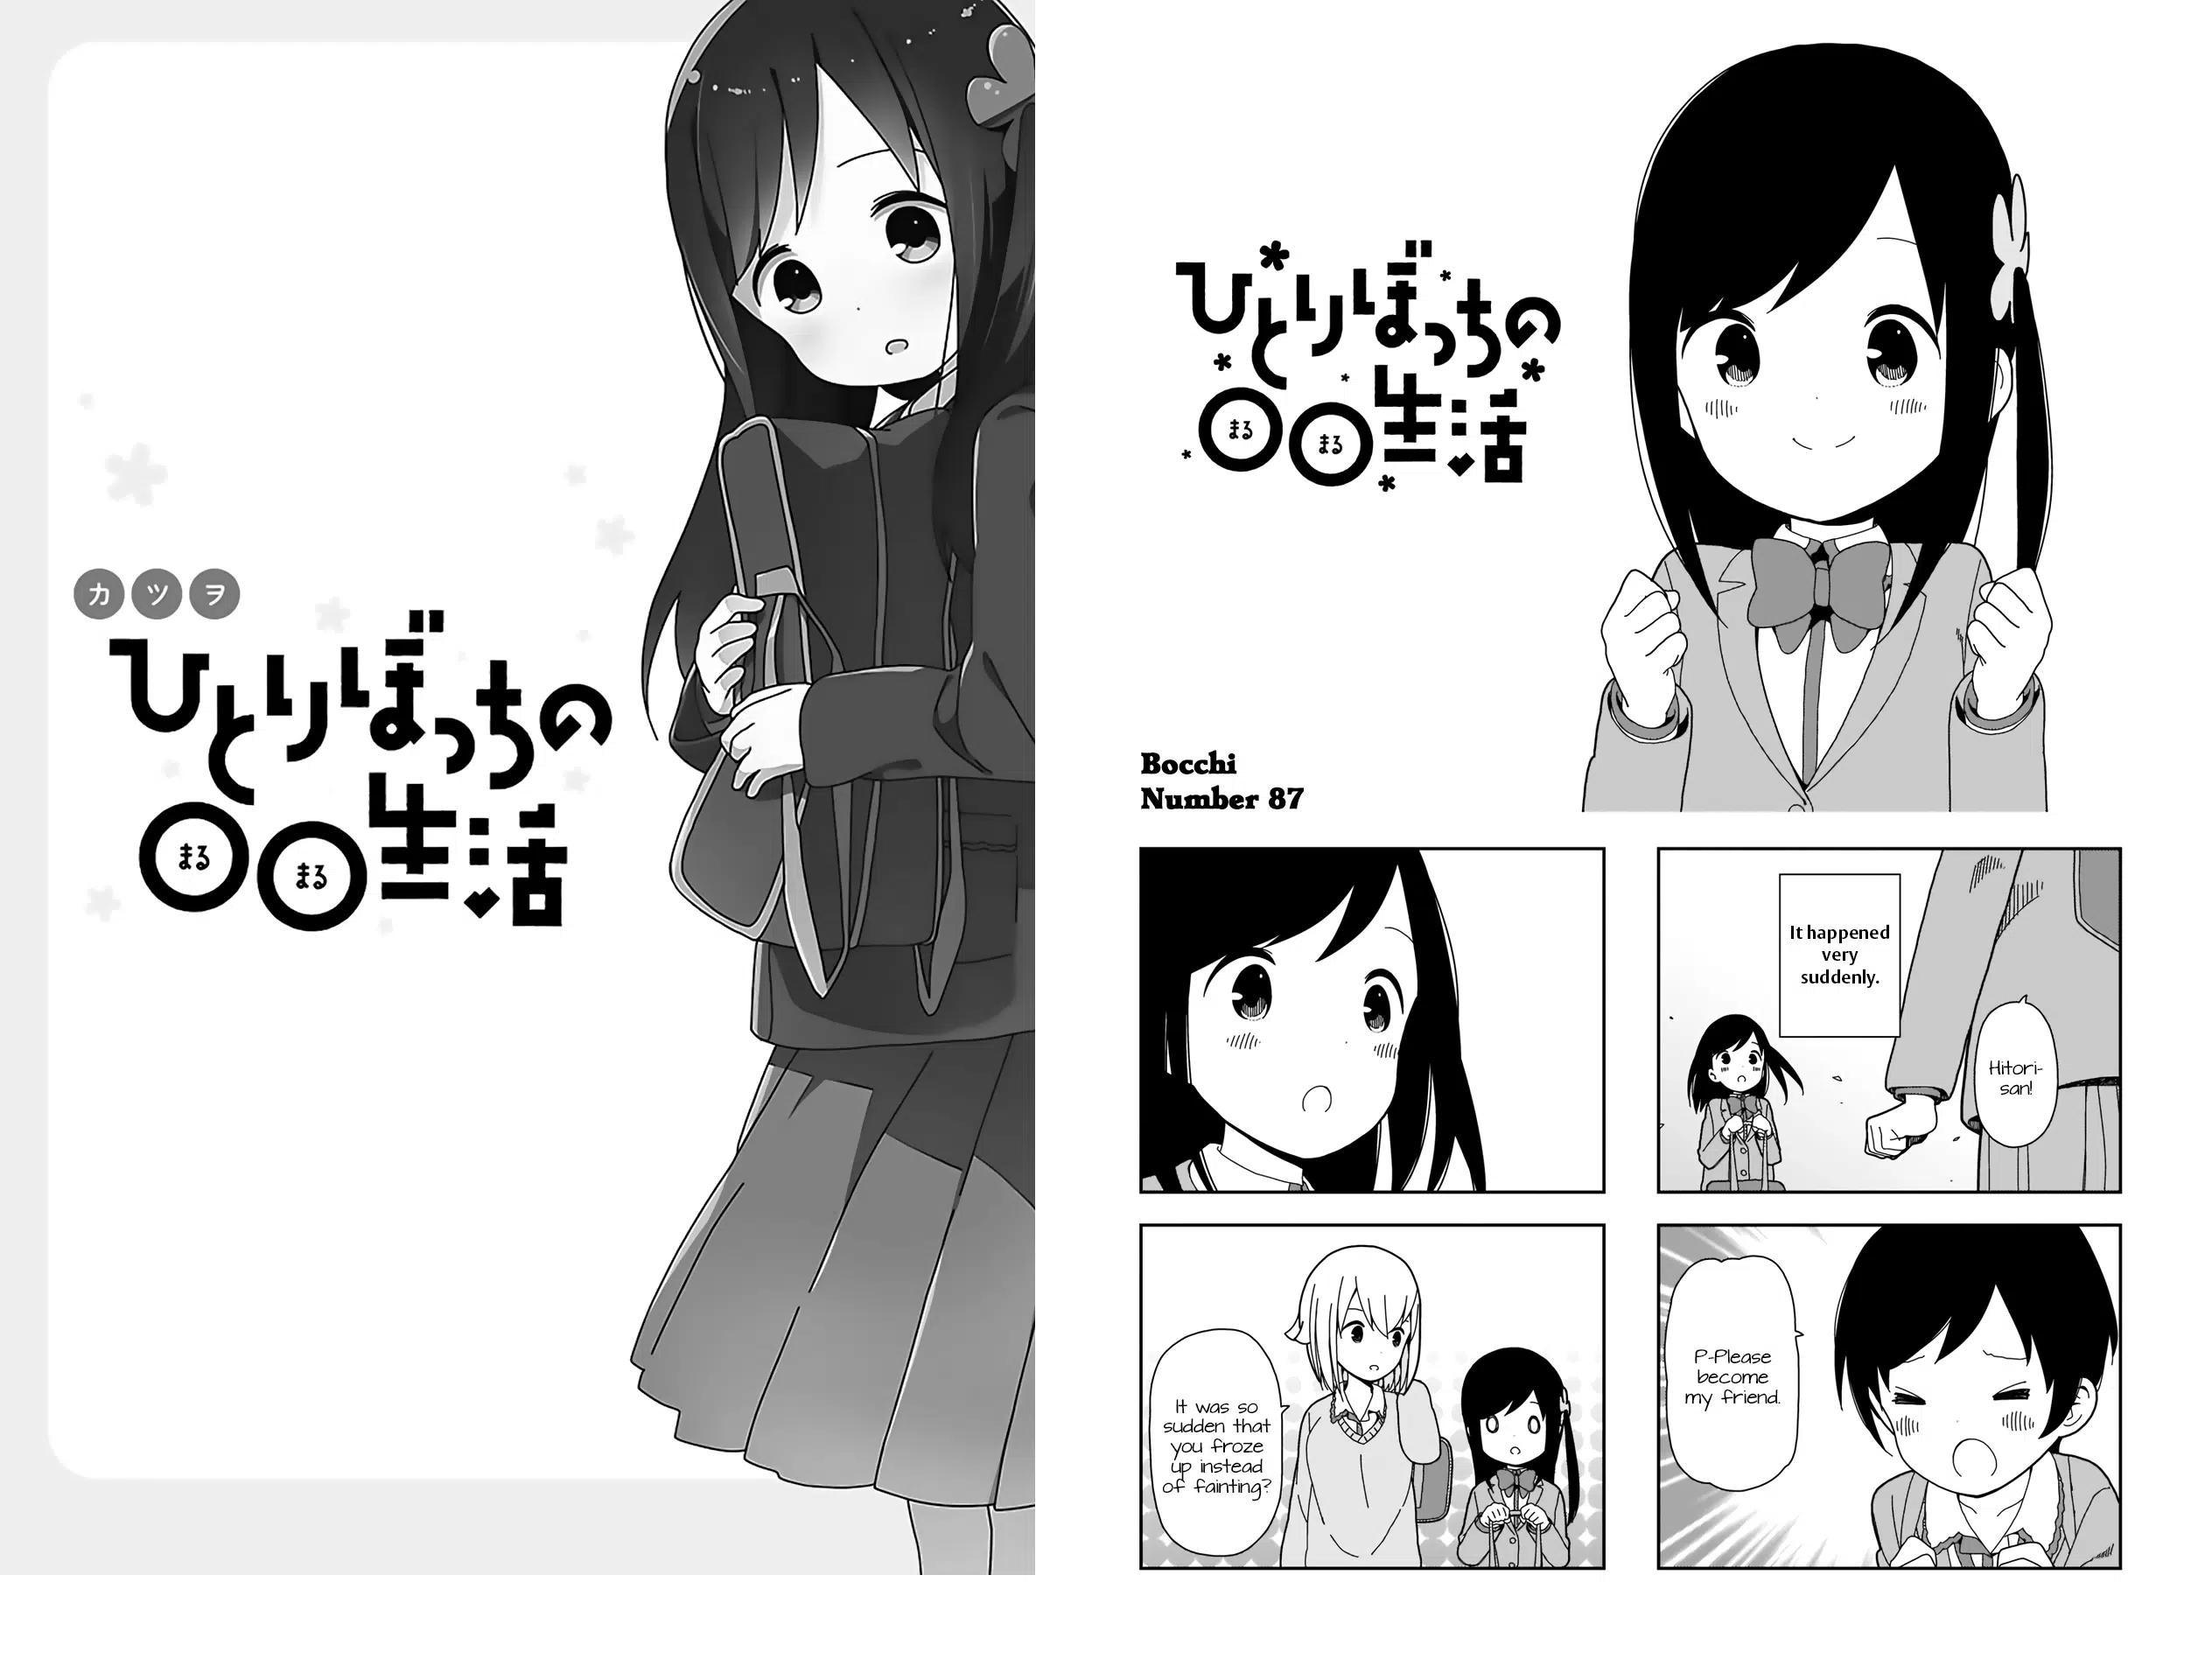 カツヲ
ひとりぼっちの
まる
まる
生活
ひとりぼっちの
まる
まる
生活
Bocchi
Number 87
It happened
very
suddenly.
Hitori-
san!
P-Please
become
my friend.
It was so
sudden that
you froze
up instead
of fainting?